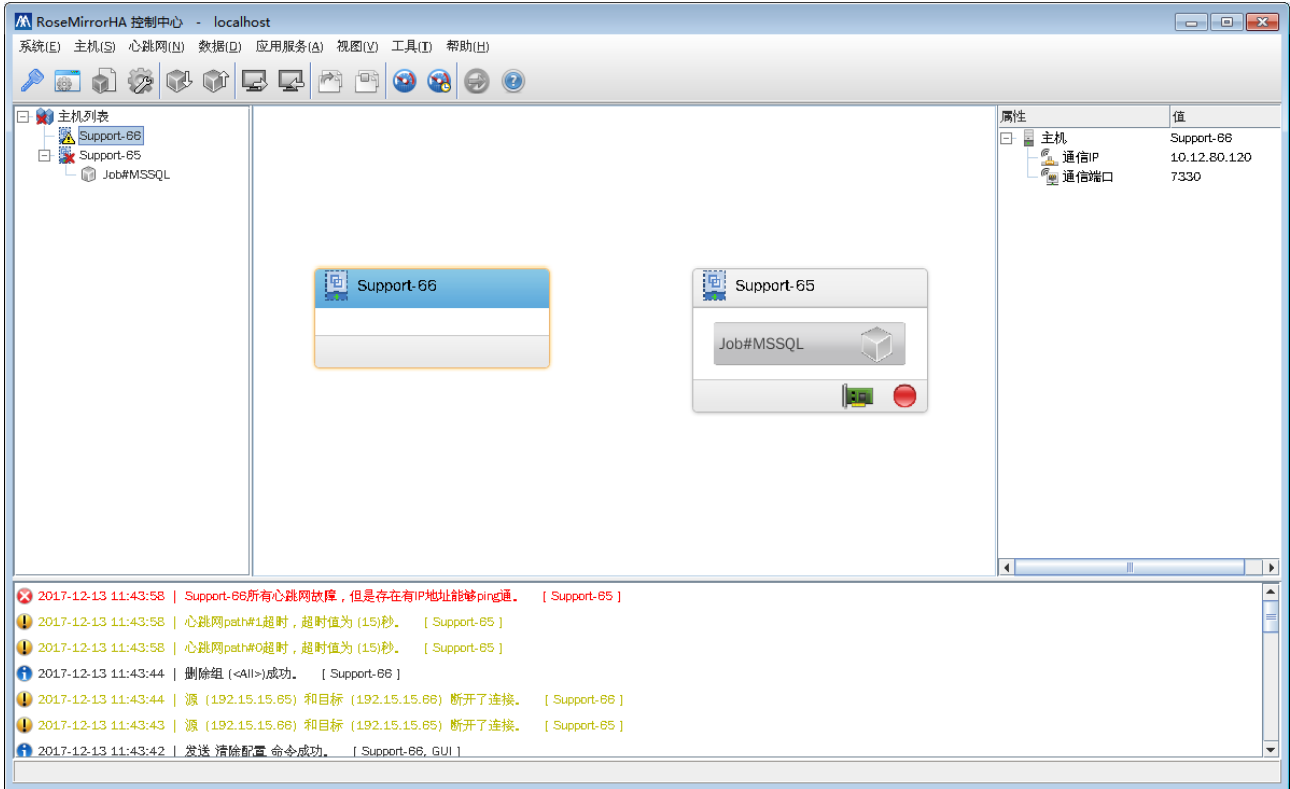 RoseMirrorHA 控制中心 - localhost
系统(E) 主机(S) 心跳网(N) 数据(D) 应用服务(A) 视图(V) 工具(T) 帮助(H)
主机列表
Support-66
Support-65
Job#MSSQL
Support-66
Support-65
Job#MSSQL
属性 值
主机 Support-66
通信IP 10.12.80.120
通信端口 7330
2017-12-13 11:43:58 | Support-66所有心跳网故障，但是存在有IP地址能够ping通。 [ Support-65 ]
2017-12-13 11:43:58 | 心跳网path#1超时，超时值为 (15)秒。 [ Support-65 ]
2017-12-13 11:43:58 | 心跳网path#0超时，超时值为 (15)秒。 [ Support-65 ]
2017-12-13 11:43:44 | 删除组 (<All>)成功。 [ Support-66 ]
2017-12-13 11:43:44 | 源 (192.15.15.65) 和目标 (192.15.15.66) 断开了连接。 [ Support-66 ]
2017-12-13 11:43:43 | 源 (192.15.15.66) 和目标 (192.15.15.65) 断开了连接。 [ Support-65 ]
2017-12-13 11:43:42 | 发送 清除配置 命令成功。 [ Support-66, GUI ]